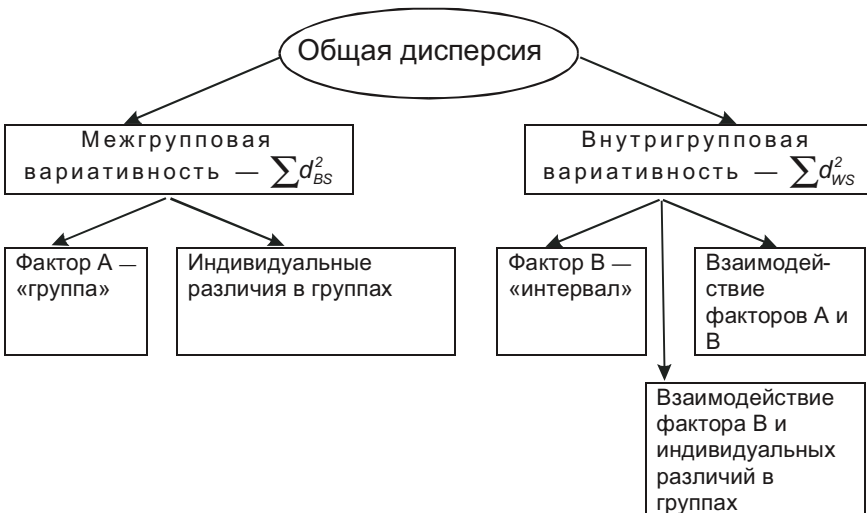 Общая дисперсия
Межгрупповая
вариативность — ∑d²BS
Внутригрупповая
вариативность — ∑d²WS
Фактор А —
«группа»
Индивидуальные
различия в группах
Фактор В —
«интервал»
Взаимодей-
ствие
факторов А и
В
Взаимодействие
фактора В и
индивидуальных
различий в
группах